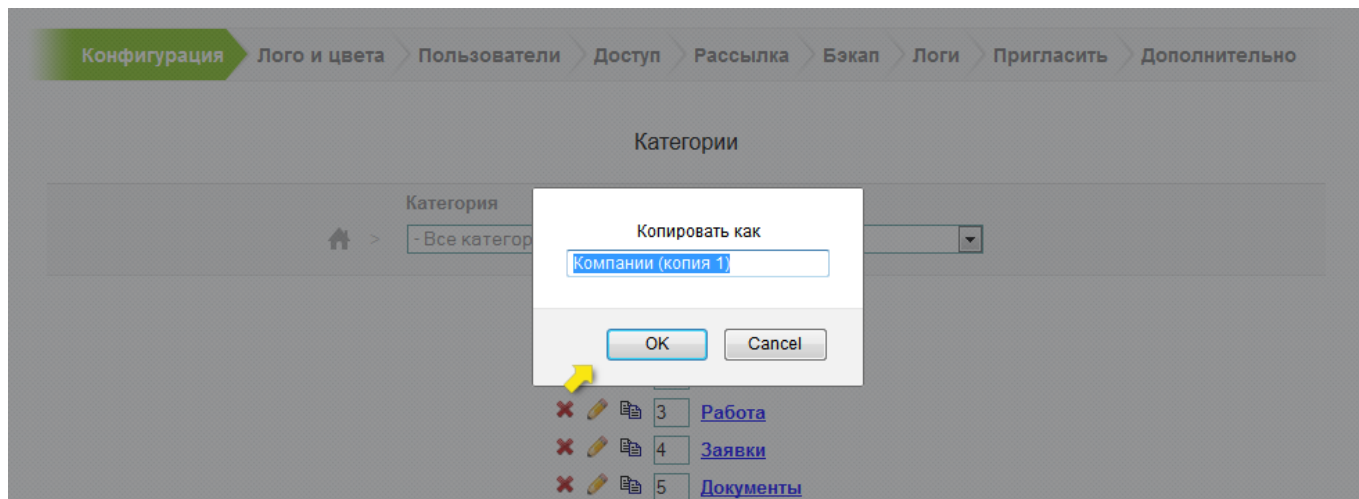 Конфигурация Лого и цвета Пользователи Доступ Рассылка Бэкап Логи Пригласить Дополнительно
Категории
Категория
Копировать как
> - Все категор
Компании (копия 1)
OK Cancel
3 Работа
4 Заявки
5 Документы